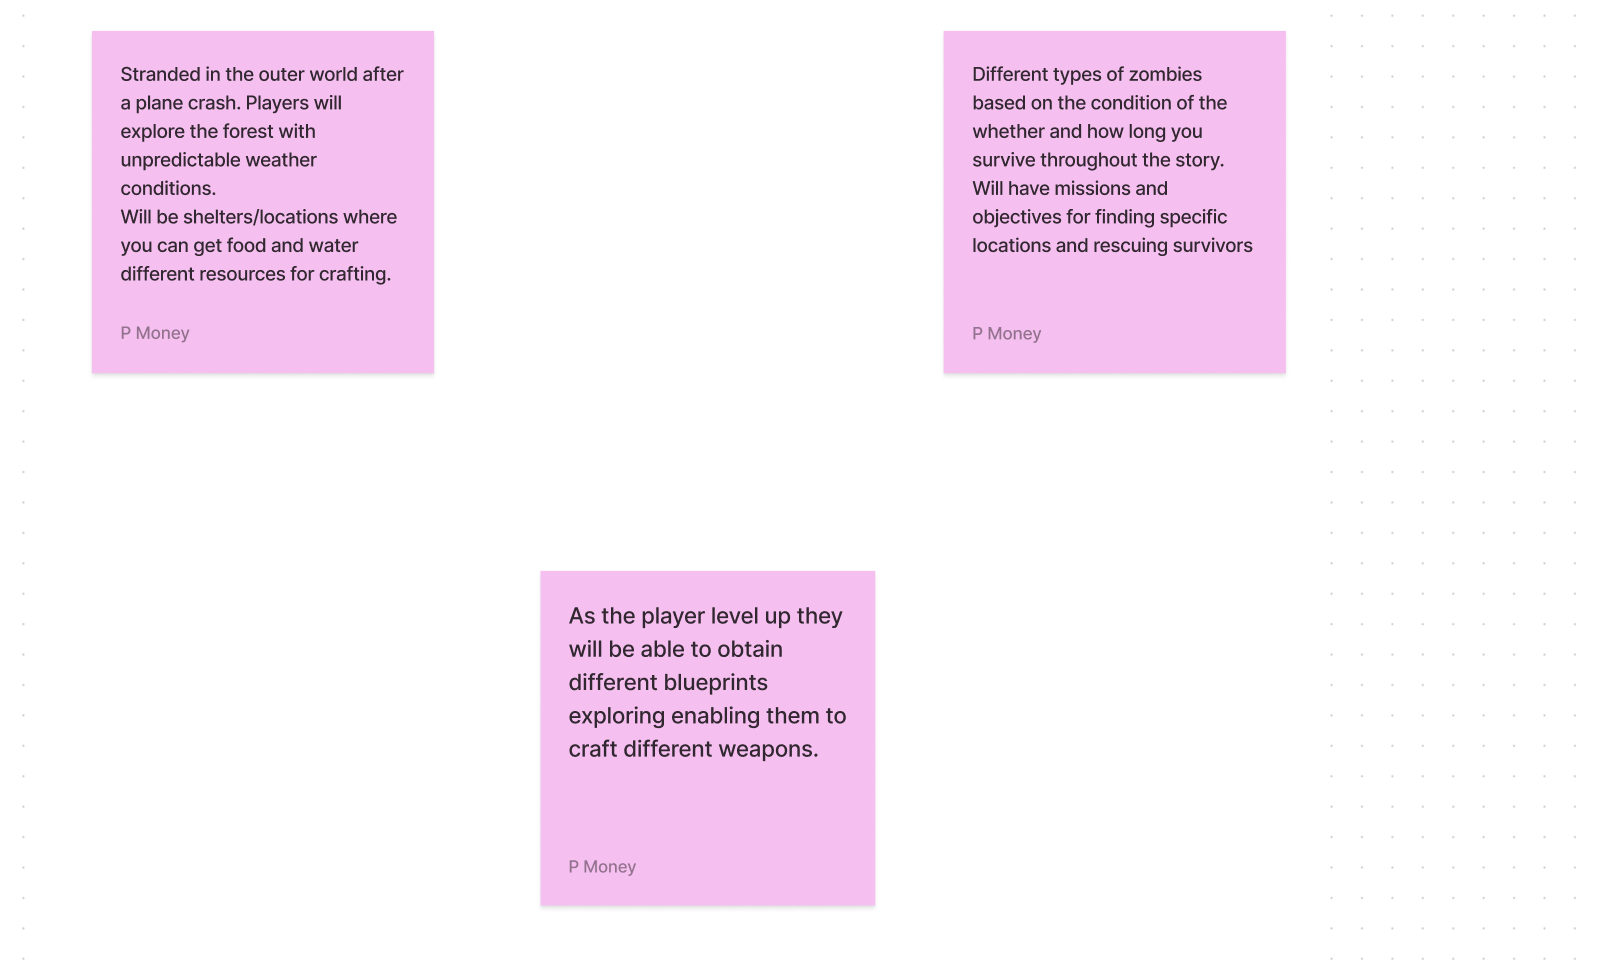 Stranded in the outer world after
a plane crash. Players will
explore the forest with
unpredictable weather
conditions.
Will be shelters/locations where
you can get food and water
different resources for crafting.
P Money
Different types of zombies
based on the condition of the
whether and how long you
survive throughout the story.
Will have missions and
objectives for finding specific
locations and rescuing survivors
P Money
As the player level up they
will be able to obtain
different blueprints
exploring enabling them to
craft different weapons.
P Money